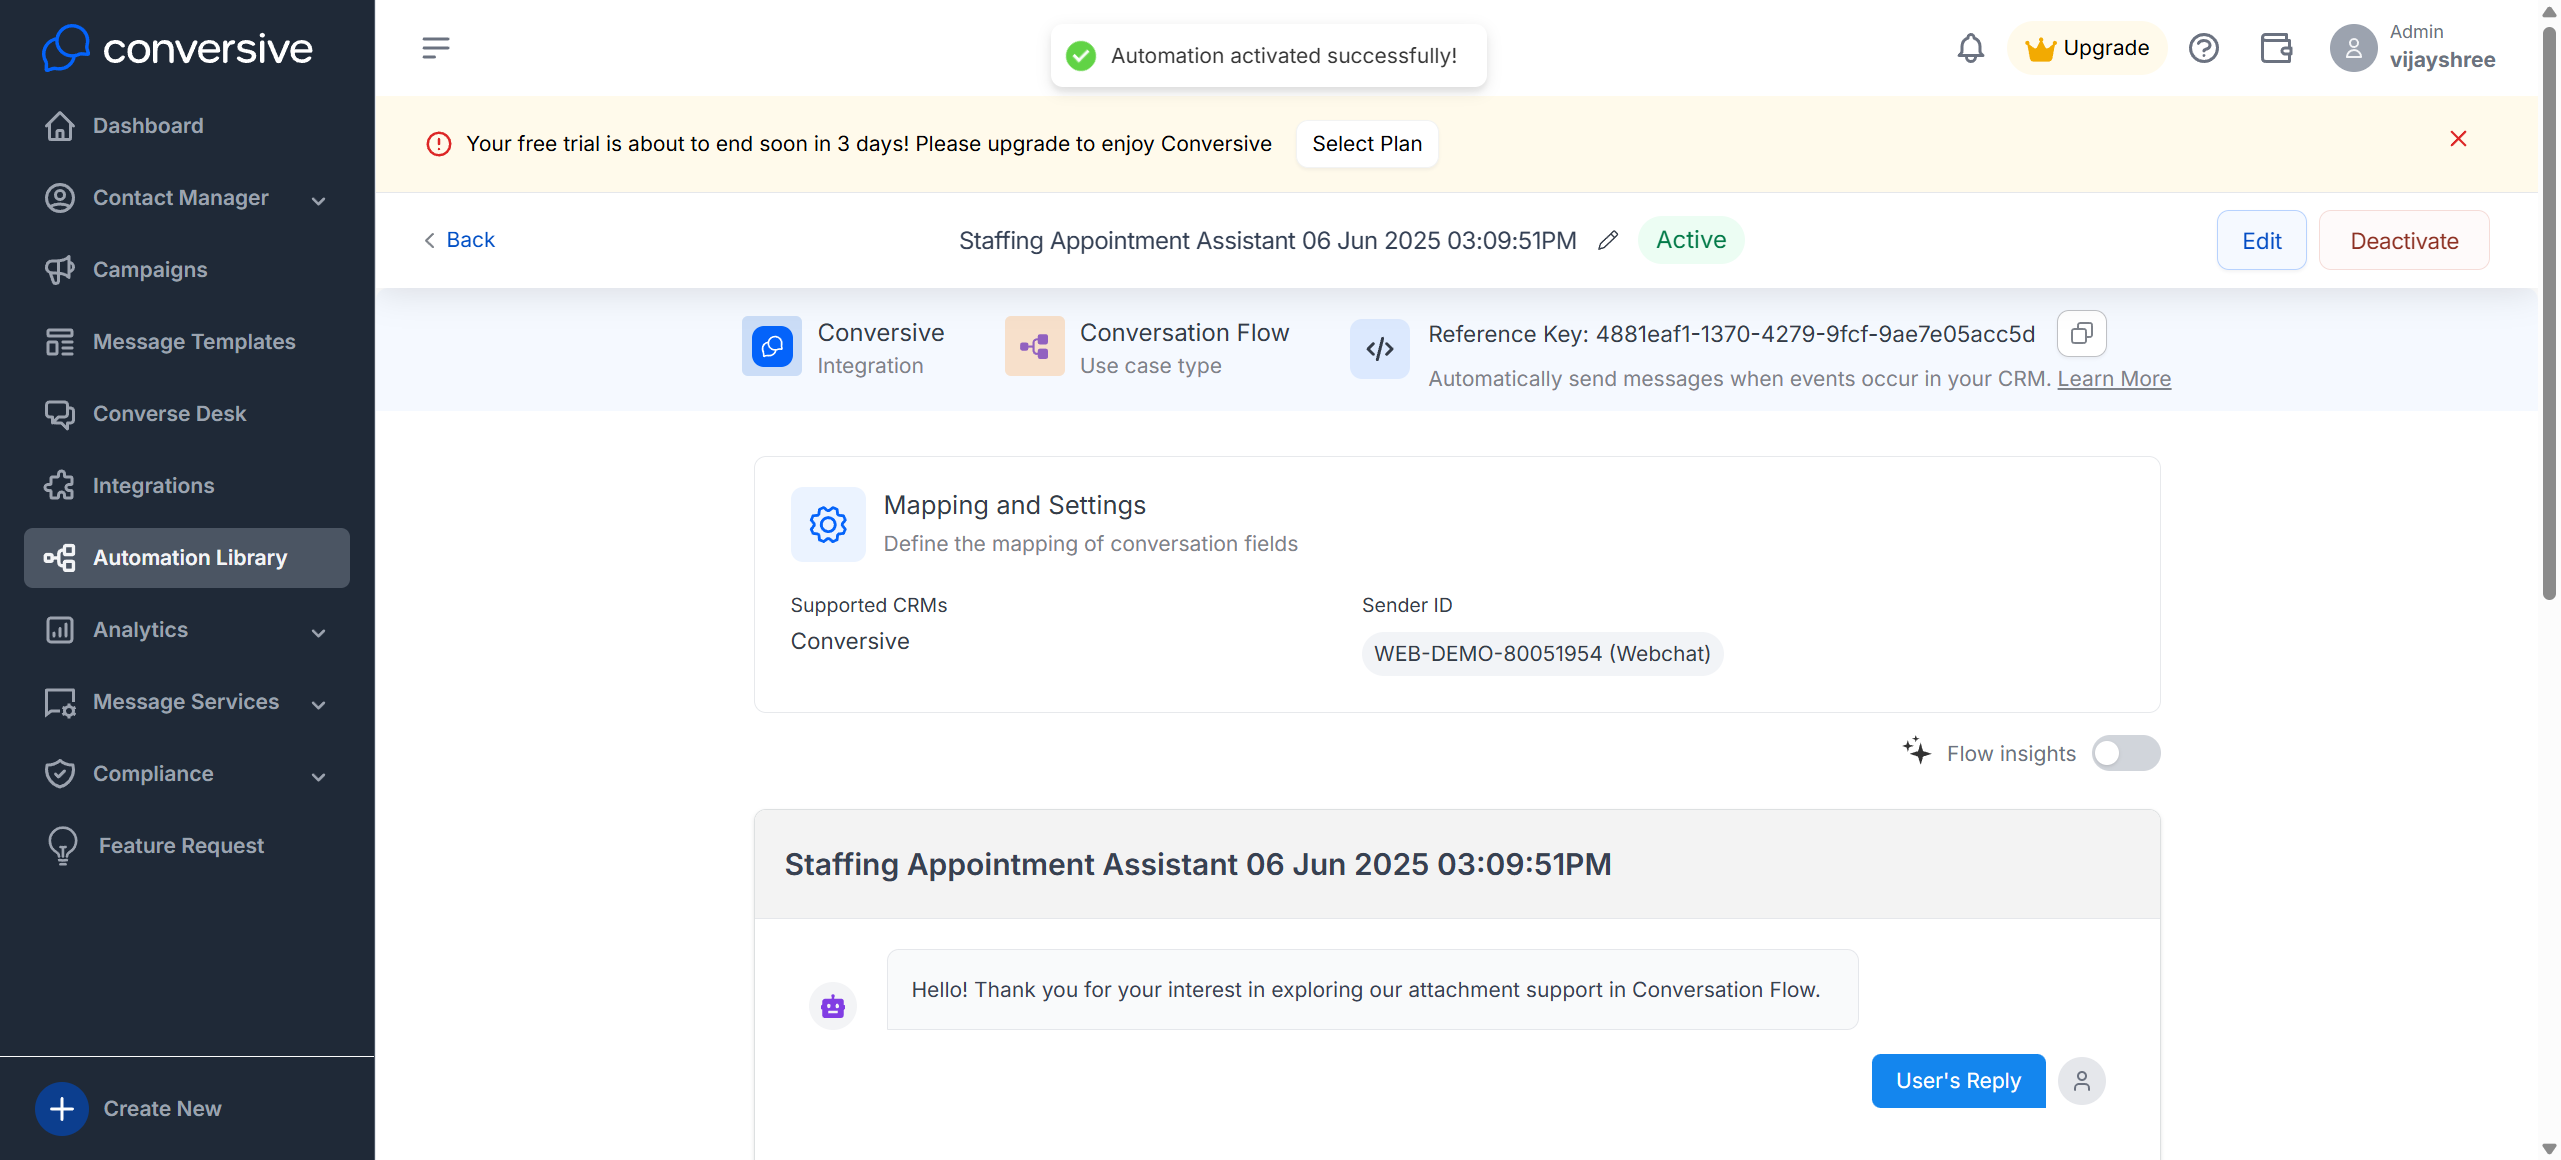 conversive
Dashboard
Contact Manager
Campaigns
Message Templates
Converse Desk
Integrations
Automation Library
Analytics
Message Services
Compliance
Feature Request
Create New
Automation activated successfully!
Upgrade
Admin
vijayshree
Your free trial is about to end soon in 3 days! Please upgrade to enjoy Conversive
Select Plan
Back
Staffing Appointment Assistant 06 Jun 2025 03:09:51PM
Active
Edit
Deactivate
Conversive
Integration
Conversation Flow
Use case type
Reference Key: 4881eaf1-1370-4279-9fcf-9ae7e05acc5d
Automatically send messages when events occur in your CRM. Learn More
Mapping and Settings
Define the mapping of conversation fields
Supported CRMs
Conversive
Sender ID
WEB-DEMO-80051954 (Webchat)
Flow insights
Staffing Appointment Assistant 06 Jun 2025 03:09:51PM
Hello! Thank you for your interest in exploring our attachment support in Conversation Flow.
User's Reply